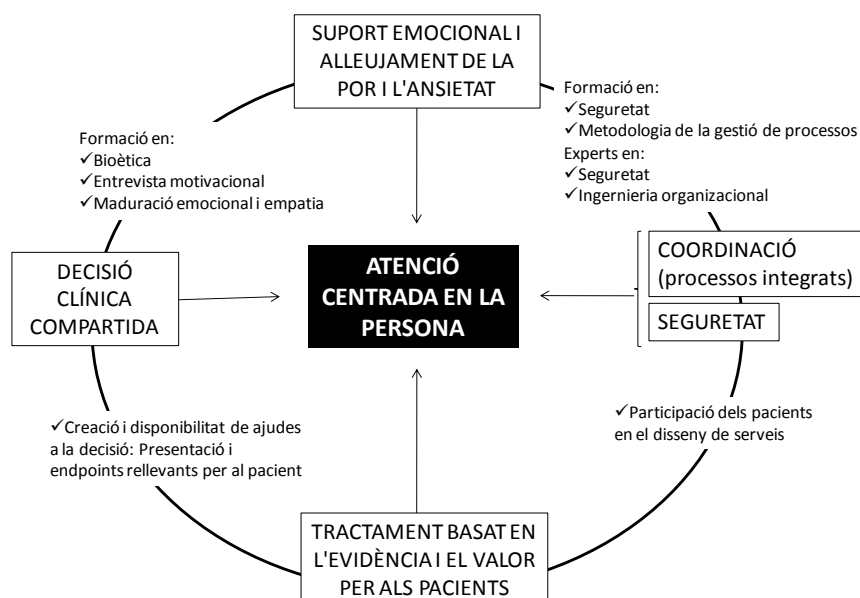 SUPORT EMOCIONAL I
ALLEUJAMENT DE LA
POR I L'ANSIETAT
Formació en:
✓Seguretat
✓Metodologia de la gestió de processos
Experts en:
✓Seguretat
✓Ingernieria organizacional
Formació en:
✓Bioètica
✓Entrevista motivacional
✓Maduració emocional i empatia
DECISIÓ
CLÍNICA
COMPARTIDA
ATENCIÓ
CENTRADA EN LA
PERSONA
COORDINACIÓ
(processos integrats)
SEGURETAT
✓Creació i disponibilitat de ajudes
a la decisió: Presentació i
endpoints rellevants per al pacient
✓Participació dels pacients
en el disseny de serveis
TRACTAMENT BASAT EN
L'EVIDÈNCIA I EL VALOR
PER ALS PACIENTS